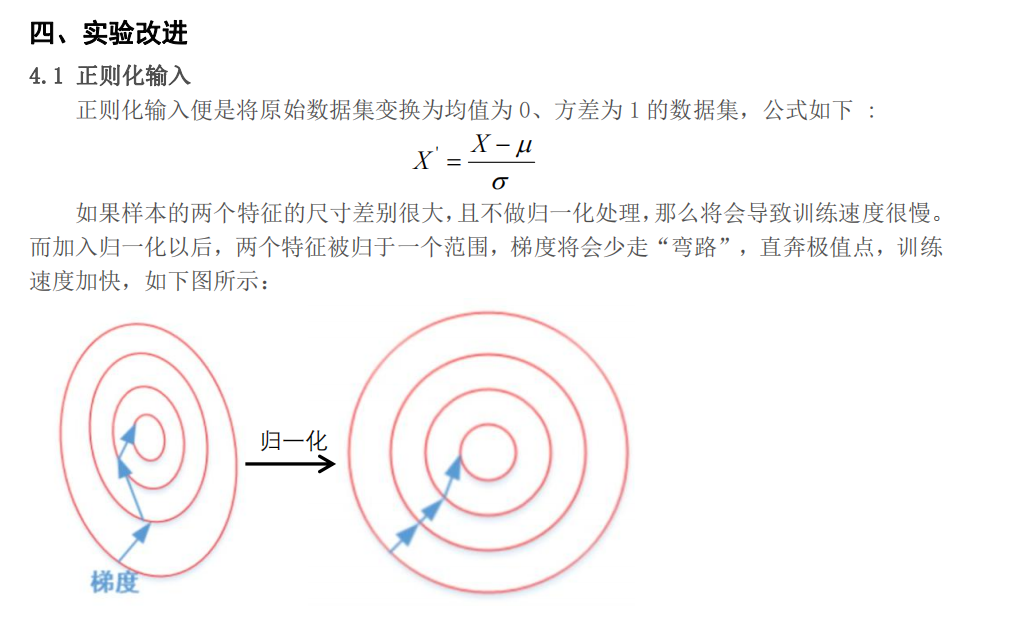 四、实验改进
4.1 正则化输入
正则化输入便是将原始数据集变换为均值为 0、方差为 1 的数据集，公式如下 ：
X' = (X − μ) / σ
如果样本的两个特征的尺寸差别很大，且不做归一化处理，那么将会导致训练速度很慢。
而加入归一化以后，两个特征被归于一个范围，梯度将会少走“弯路”，直奔极值点，训练
速度加快，如下图所示：
归一化
梯度